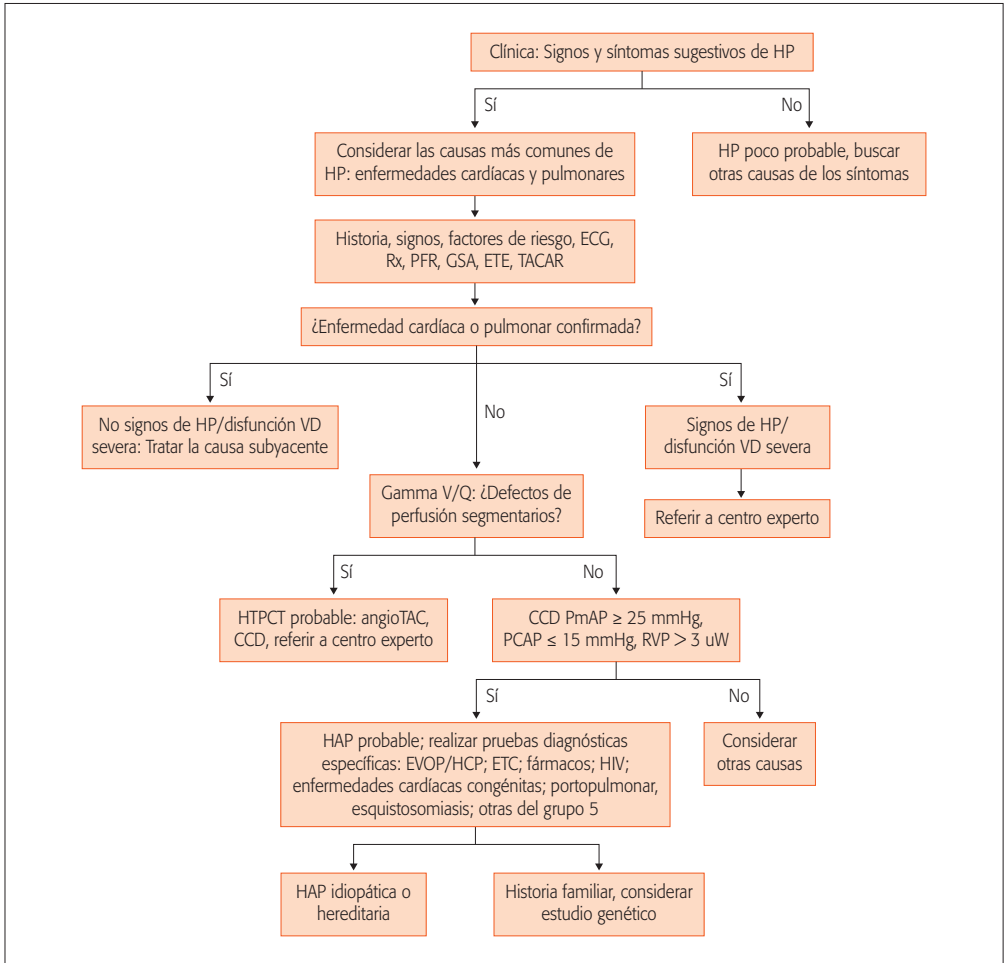 Clínica: Signos y síntomas sugestivos de HP
Sí
No
Considerar las causas más comunes de
HP: enfermedades cardíacas y pulmonares
HP poco probable, buscar
otras causas de los síntomas
Historia, signos, factores de riesgo, ECG,
Rx, PFR, GSA, ETE, TACAR
¿Enfermedad cardíaca o pulmonar confirmada?
Sí
No
Sí
No signos de HP/disfunción VD
severa: Tratar la causa subyacente
Signos de HP/
disfunción VD severa
Gamma V/Q: ¿Defectos de
perfusión segmentarios?
Referir a centro experto
Sí
No
HTPCT probable: angioTAC,
CCD, referir a centro experto
CCD PmAP ≥ 25 mmHg,
PCAP ≤ 15 mmHg, RVP > 3 uW
Sí
No
HAP probable; realizar pruebas diagnósticas
específicas: EVOP/HCP; ETC; fármacos; HIV;
enfermedades cardíacas congénitas; portopulmonar,
esquistosomiasis; otras del grupo 5
Considerar
otras causas
HAP idiopática o
hereditaria
Historia familiar, considerar
estudio genético